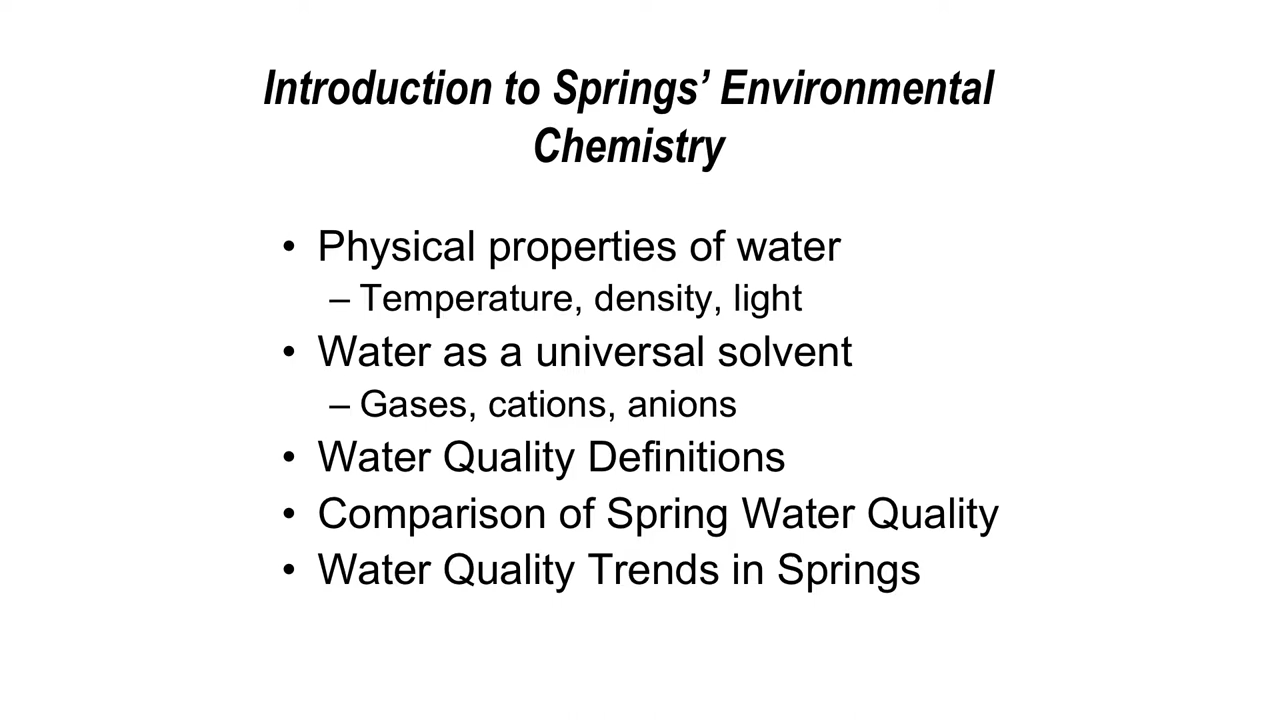 Introduction to Springs’ Environmental
Chemistry
• Physical properties of water
– Temperature, density, light
• Water as a universal solvent
– Gases, cations, anions
• Water Quality Definitions
• Comparison of Spring Water Quality
• Water Quality Trends in Springs